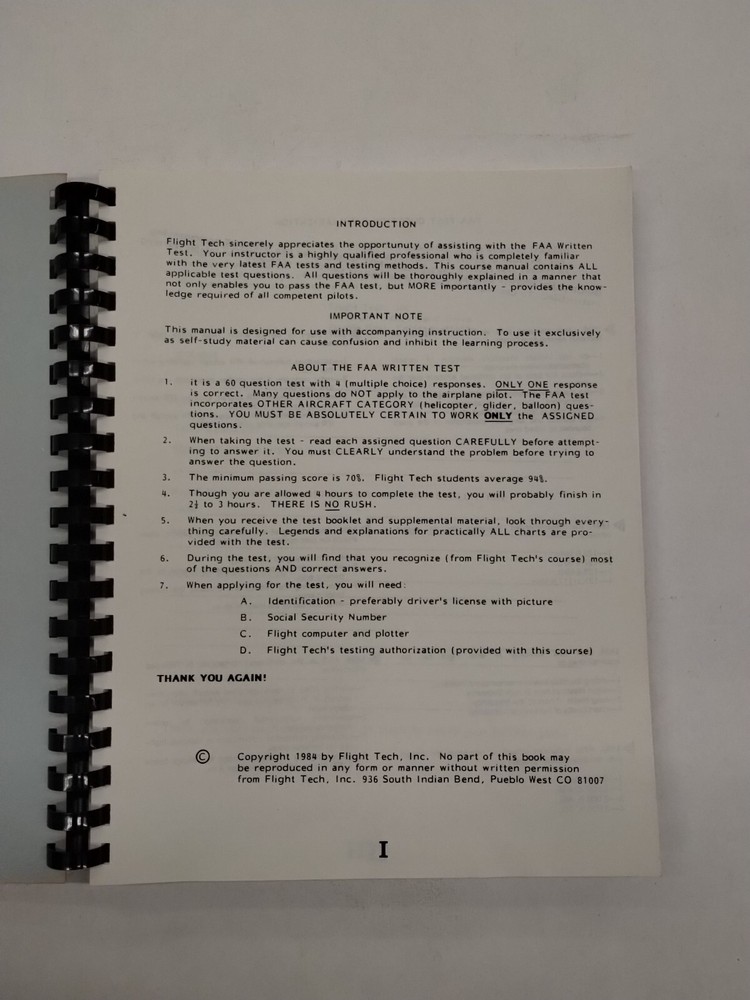 INTRODUCTION
Flight Tech sincerely appreciates the opportunuty of assisting with the FAA Written
Test. Your instructor is a highly qualified professional who is completely familiar
with the very latest FAA tests and testing methods. This course manual contains ALL
applicable test questions. All questions will be thoroughly explained in a manner that
not only enables you to pass the FAA test, but MORE importantly - provides the know-
ledge required of all competent pilots.
IMPORTANT NOTE
This manual is designed for use with accompanying instruction. To use it exclusively
as self-study material can cause confusion and inhibit the learning process.
ABOUT THE FAA WRITTEN TEST
1. it is a 60 question test with 4 (multiple choice) responses. ONLY ONE response
is correct. Many questions do NOT apply to the airplane pilot. The FAA test
incorporates OTHER AIRCRAFT CATEGORY (helicopter, glider, balloon) ques-
tions. YOU MUST BE ABSOLUTELY CERTAIN TO WORK ONLY the ASSIGNED
questions.
2. When taking the test - read each assigned question CAREFULLY before attempt-
ing to answer it. You must CLEARLY understand the problem before trying to
answer the question.
3. The minimum passing score is 70%. Flight Tech students average 94%.
4. Though you are allowed 4 hours to complete the test, you will probably finish in
2½ to 3 hours. THERE IS NO RUSH.
5. When you receive the test booklet and supplemental material, look through every-
thing carefully. Legends and explanations for practically ALL charts are pro-
vided with the test.
6. During the test, you will find that you recognize (from Flight Tech's course) most
of the questions AND correct answers.
7. When applying for the test, you will need:
A. Identification - preferably driver's license with picture
B. Social Security Number
C. Flight computer and plotter
D. Flight Tech's testing authorization (provided with this course)
THANK YOU AGAIN!
© Copyright 1984 by Flight Tech, Inc. No part of this book may
be reproduced in any form or manner without written permission
from Flight Tech, Inc. 936 South Indian Bend, Pueblo West CO 81007
I